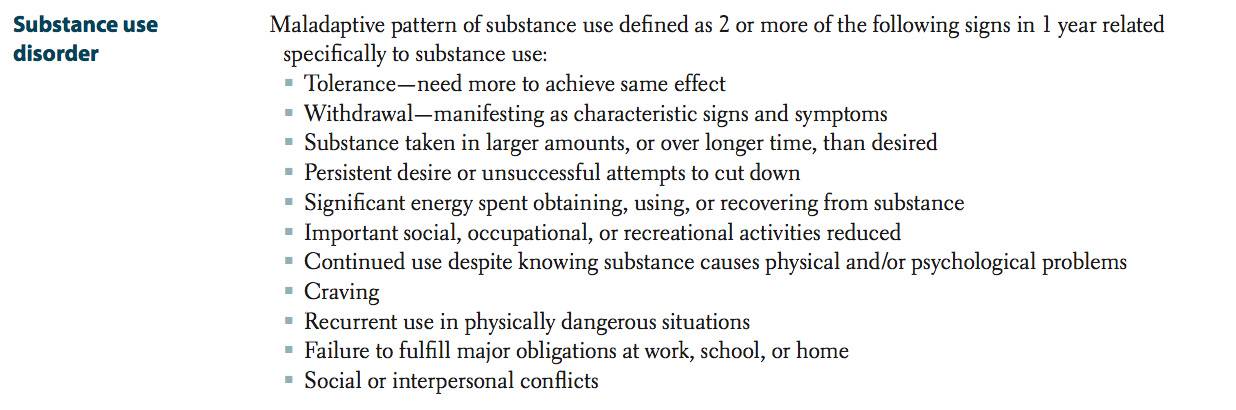 Substance use
disorder
Maladaptive pattern of substance use defined as 2 or more of the following signs in 1 year related
specifically to substance use:
▪ Tolerance—need more to achieve same effect
▪ Withdrawal—manifesting as characteristic signs and symptoms
▪ Substance taken in larger amounts, or over longer time, than desired
▪ Persistent desire or unsuccessful attempts to cut down
▪ Significant energy spent obtaining, using, or recovering from substance
▪ Important social, occupational, or recreational activities reduced
▪ Continued use despite knowing substance causes physical and/or psychological problems
▪ Craving
▪ Recurrent use in physically dangerous situations
▪ Failure to fulfill major obligations at work, school, or home
▪ Social or interpersonal conflicts